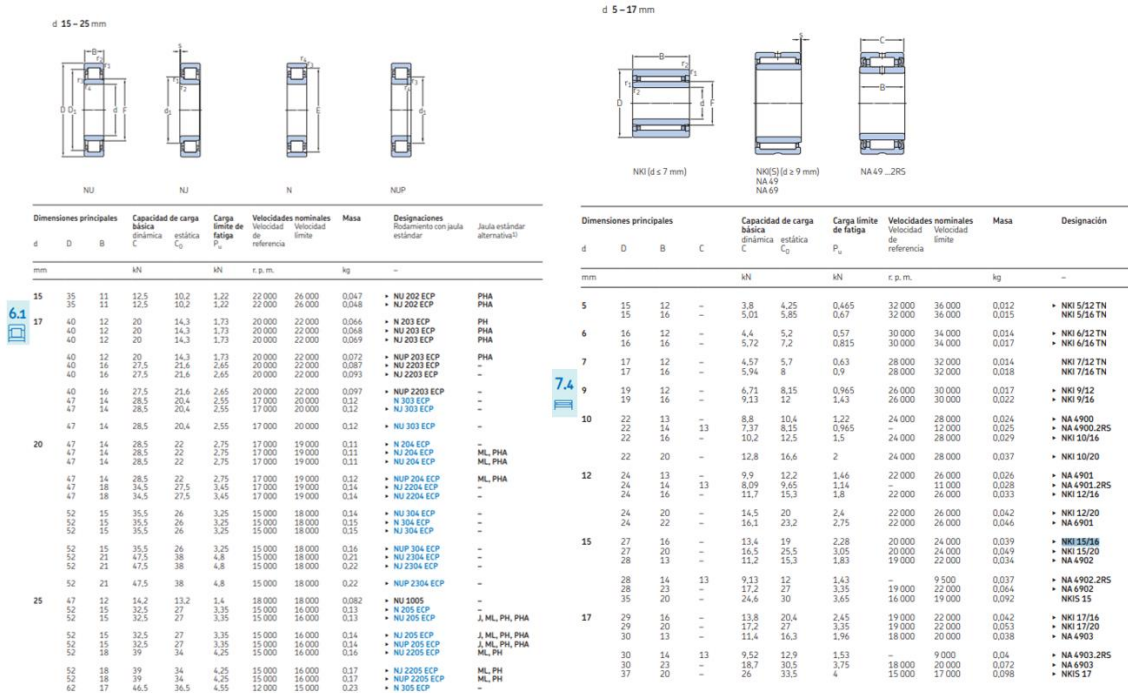 d 15 – 25 mm
B
r2
r1
r3
r4
D D1
d F
s
r1
r2
d1
r4
r3
E
d1
NU NJ N NUP
Dimensiones principales Capacidad de carga Carga Velocidades nominales Masa Designaciones
básica límite de Velocidad Velocidad Rodamiento con jaula Jaula estándar
dinámica estática fatiga de límite estándar alternativa1)
d D B C C0 Pu referencia
mm kN kN r. p. m. kg –
6.1
15 35 11 12,5 10,2 1,22 22 000 26 000 0,047 ▸ NU 202 ECP PHA
35 11 12,5 10,2 1,22 22 000 26 000 0,048 ▸ NJ 202 ECP PHA
17 40 12 20 14,3 1,73 20 000 22 000 0,066 ▸ N 203 ECP PH
40 12 20 14,3 1,73 20 000 22 000 0,068 ▸ NU 203 ECP PHA
40 12 20 14,3 1,73 20 000 22 000 0,069 ▸ NJ 203 ECP PHA
40 12 20 14,3 1,73 20 000 22 000 0,072 ▸ NUP 203 ECP PHA
40 16 27,5 21,6 2,65 20 000 22 000 0,087 ▸ NU 2203 ECP –
40 16 27,5 21,6 2,65 20 000 22 000 0,093 ▸ NJ 2203 ECP –
40 16 27,5 21,6 2,65 20 000 22 000 0,097 ▸ NUP 2203 ECP –
47 14 28,5 20,4 2,55 17 000 20 000 0,12 N 303 ECP –
47 14 28,5 20,4 2,55 17 000 20 000 0,12 ▸ NJ 303 ECP –
47 14 28,5 20,4 2,55 17 000 20 000 0,12 ▸ NU 303 ECP –
20 47 14 28,5 22 2,75 17 000 19 000 0,11 ▸ N 204 ECP –
47 14 28,5 22 2,75 17 000 19 000 0,11 ▸ NJ 204 ECP ML, PHA
47 14 28,5 22 2,75 17 000 19 000 0,11 ▸ NU 204 ECP ML, PHA
47 14 28,5 22 2,75 17 000 19 000 0,12 ▸ NUP 204 ECP ML, PHA
47 18 34,5 27,5 3,45 17 000 19 000 0,14 ▸ NJ 2204 ECP –
47 18 34,5 27,5 3,45 17 000 19 000 0,14 ▸ NU 2204 ECP –
52 15 35,5 26 3,25 15 000 18 000 0,14 ▸ NU 304 ECP –
52 15 35,5 26 3,25 15 000 18 000 0,15 ▸ N 304 ECP –
52 15 35,5 26 3,25 15 000 18 000 0,15 ▸ NJ 304 ECP –
52 15 35,5 26 3,25 15 000 18 000 0,16 ▸ NUP 304 ECP –
52 21 47,5 38 4,8 15 000 18 000 0,21 ▸ NU 2304 ECP –
52 21 47,5 38 4,8 15 000 18 000 0,22 ▸ NJ 2304 ECP –
52 21 47,5 38 4,8 15 000 18 000 0,22 ▸ NUP 2304 ECP –
25 47 12 14,2 13,2 1,4 18 000 18 000 0,082 ▸ NU 1005 –
52 15 32,5 27 3,35 15 000 16 000 0,13 ▸ N 205 ECP –
52 15 32,5 27 3,35 15 000 16 000 0,13 ▸ NU 205 ECP J, ML, PH, PHA
52 15 32,5 27 3,35 15 000 16 000 0,14 ▸ NJ 205 ECP J, ML, PH, PHA
52 15 32,5 27 3,35 15 000 16 000 0,14 ▸ NUP 205 ECP J, ML, PH, PHA
52 18 39 34 4,25 15 000 16 000 0,16 ▸ NU 2205 ECP ML, PH
52 18 39 34 4,25 15 000 16 000 0,17 ▸ NJ 2205 ECP ML, PH
52 18 39 34 4,25 15 000 16 000 0,17 ▸ NUP 2205 ECP ML, PH
62 17 46,5 36,5 4,55 12 000 15 000 0,23 ▸ N 305 ECP –
d 5 – 17 mm
B
r2
r1
r1
r2
D d F
s
C
B
NKI (d ≤ 7 mm) NKI(S) (d ≥ 9 mm) NA 49 ...2RS
NA 49
NA 69
Dimensiones principales Capacidad de carga Carga límite Velocidades nominales Masa Designación
básica de fatiga Velocidad Velocidad
dinámica estática de límite
d D B C C C0 Pu referencia
mm kN kN r. p. m. kg –
7.4
5 15 12 – 3,8 4,25 0,465 32 000 36 000 0,012 ▸ NKI 5/12 TN
15 16 – 5,01 5,85 0,67 32 000 36 000 0,015 NKI 5/16 TN
6 16 12 – 4,4 5,2 0,57 30 000 34 000 0,014 ▸ NKI 6/12 TN
16 16 – 5,72 7,2 0,815 30 000 34 000 0,017 ▸ NKI 6/16 TN
7 17 12 – 4,57 5,7 0,63 28 000 32 000 0,014 NKI 7/12 TN
17 16 – 5,94 8 0,9 28 000 32 000 0,018 NKI 7/16 TN
9 19 12 – 6,71 8,15 0,965 26 000 30 000 0,017 ▸ NKI 9/12
19 16 – 9,13 12 1,43 26 000 30 000 0,022 ▸ NKI 9/16
10 22 13 – 8,8 10,4 1,22 24 000 28 000 0,024 ▸ NA 4900
22 14 13 7,37 8,15 0,965 – 12 000 0,025 ▸ NA 4900.2RS
22 16 – 10,2 12,5 1,5 24 000 28 000 0,029 ▸ NKI 10/16
22 20 – 12,8 16,6 2 24 000 28 000 0,037 ▸ NKI 10/20
12 24 13 – 9,9 12,2 1,46 22 000 26 000 0,026 ▸ NA 4901
24 14 13 8,09 9,65 1,14 – 11 000 0,028 ▸ NA 4901.2RS
24 16 – 11,7 15,3 1,8 22 000 26 000 0,033 ▸ NKI 12/16
24 20 – 14,5 20 2,4 22 000 26 000 0,042 ▸ NKI 12/20
24 22 – 16,1 23,2 2,75 22 000 26 000 0,046 ▸ NA 6901
15 27 16 – 13,4 19 2,28 20 000 24 000 0,039 ▸ NKI 15/16
27 20 – 16,5 25,5 3,05 20 000 24 000 0,049 ▸ NKI 15/20
28 13 – 11,2 15,3 1,83 19 000 22 000 0,034 ▸ NA 4902
28 14 13 9,13 12 1,43 – 9 500 0,037 ▸ NA 4902.2RS
28 23 – 17,2 27 3,35 19 000 22 000 0,064 ▸ NA 6902
35 20 – 24,6 30 3,65 16 000 19 000 0,092 NKIS 15
17 29 16 – 13,8 20,4 2,45 19 000 22 000 0,042 ▸ NKI 17/16
29 20 – 17,2 27 3,35 19 000 22 000 0,053 ▸ NKI 17/20
30 13 – 11,4 16,3 1,96 18 000 20 000 0,038 ▸ NA 4903
30 14 13 9,52 12,9 1,53 – 9 000 0,04 ▸ NA 4903.2RS
30 23 – 18,7 30,5 3,75 18 000 20 000 0,072 ▸ NA 6903
37 20 – 26 33,5 4 15 000 17 000 0,098 ▸ NKIS 17